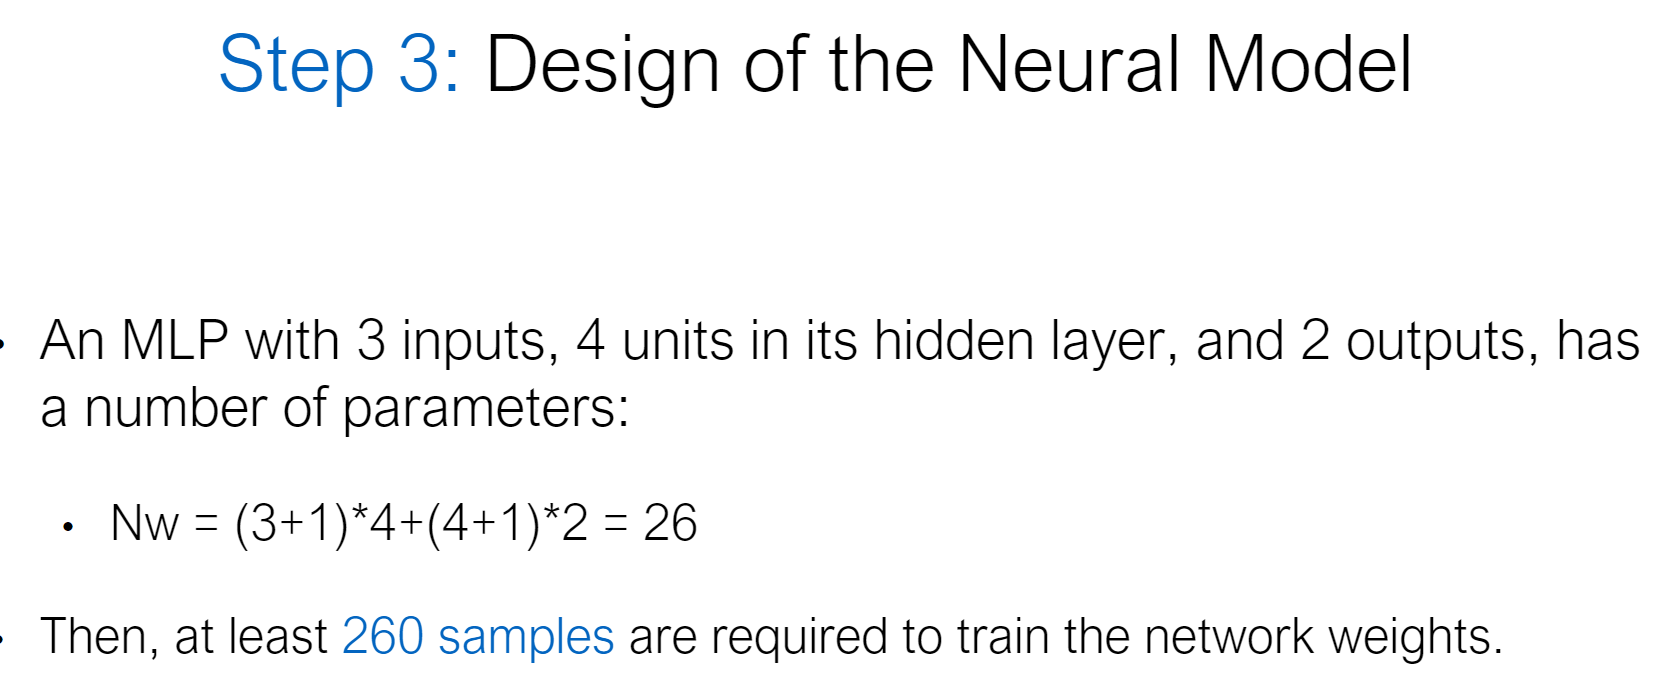 Step 3: Design of the Neural Model
• An MLP with 3 inputs, 4 units in its hidden layer, and 2 outputs, has
a number of parameters:
• Nw = (3+1)*4+(4+1)*2 = 26
• Then, at least 260 samples are required to train the network weights.